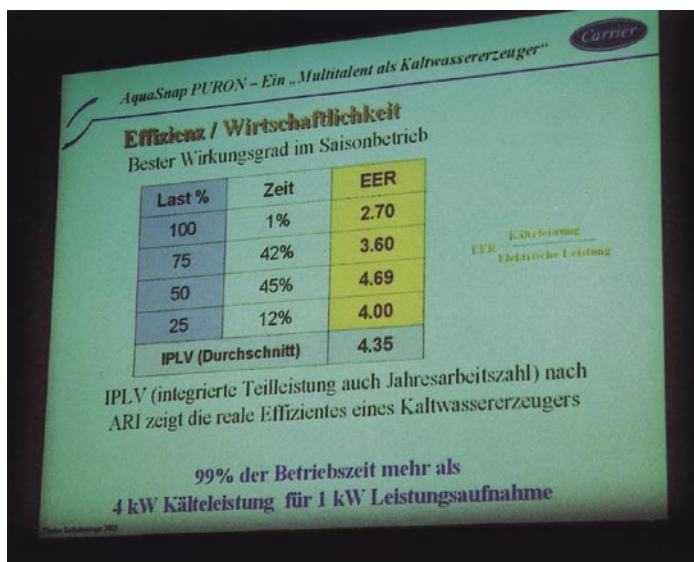 Carrier
AquaSnap PURON – Ein „Multitalent als Kaltwassererzeuger“
Effizienz / Wirtschaftlichkeit
Bester Wirkungsgrad im Saisonbetrieb
Last % Zeit EER
100 1% 2.70
75 42% 3.60
50 45% 4.69
25 12% 4.00
IPLV (Durchschnitt) 4.35
Kälteleistung
EER
Elektrische Leistung
IPLV (integrierte Teilleistung auch Jahresarbeitszahl) nach
ARI zeigt die reale Effizientes eines Kaltwassererzeugers
99% der Betriebszeit mehr als
4 kW Kälteleistung für 1 kW Leistungsaufnahme